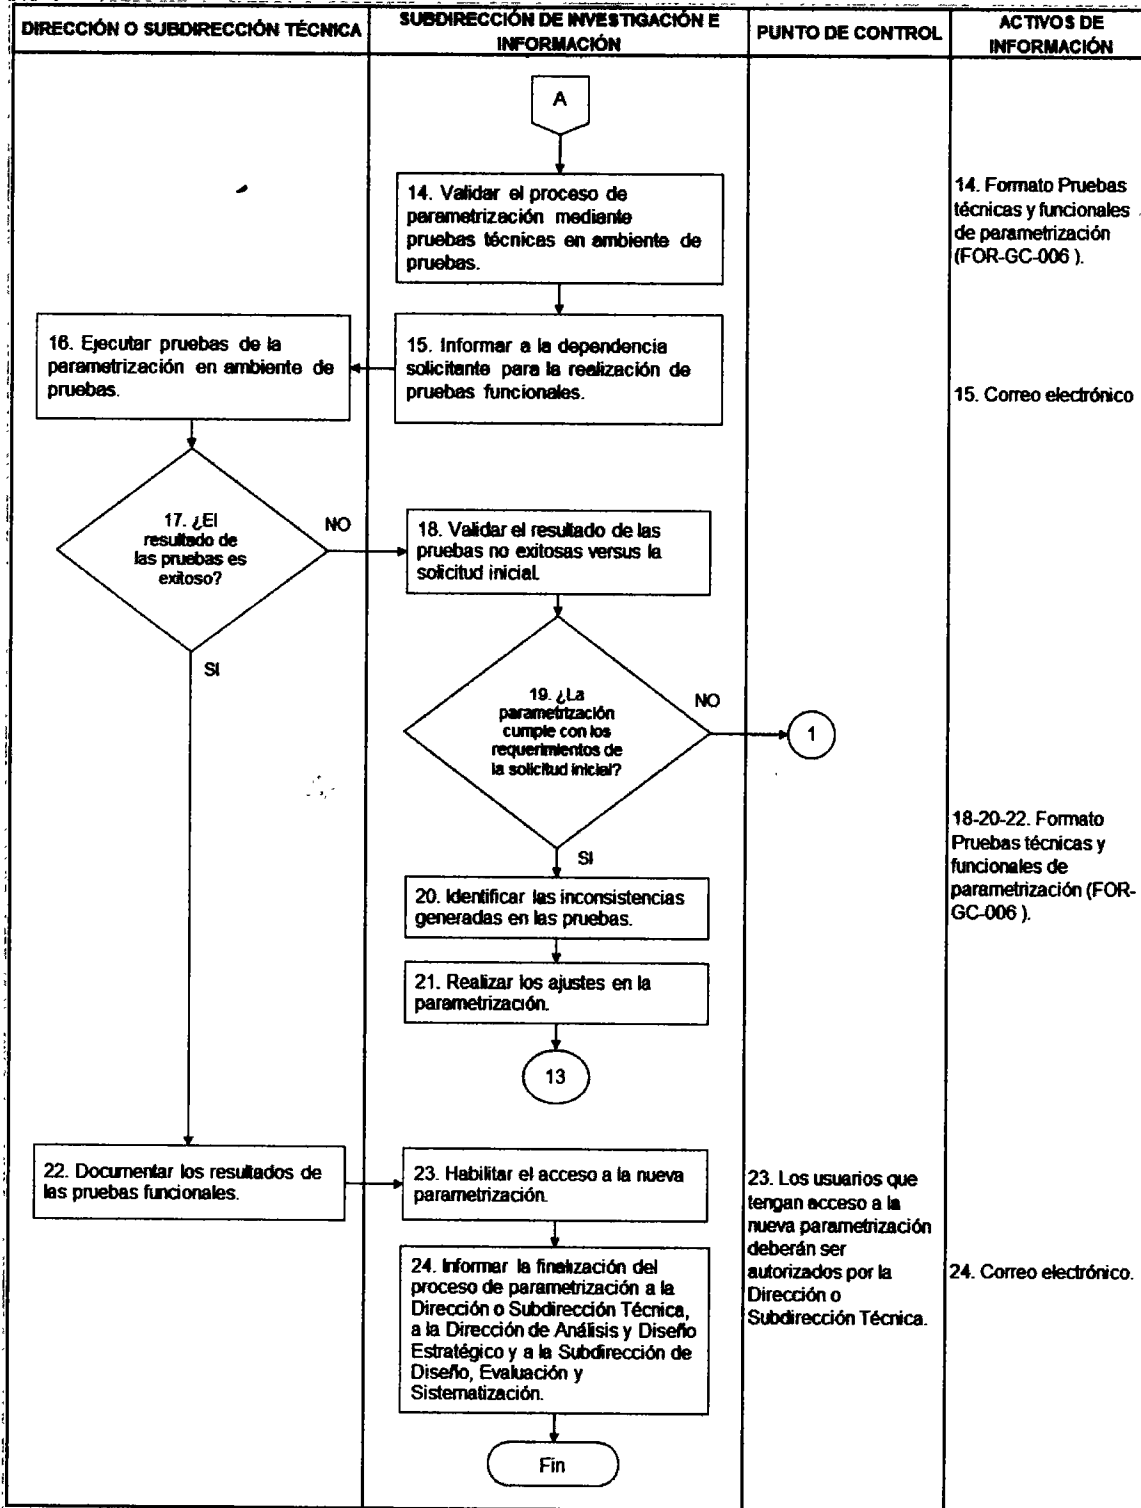 DIRECCIÓN O SUBDIRECCIÓN TÉCNICA
SUBDIRECCIÓN DE INVESTIGACIÓN E
INFORMACIÓN
PUNTO DE CONTROL
ACTIVOS DE
INFORMACIÓN
A
14. Validar el proceso de
parametrización mediante
pruebas técnicas en ambiente de
pruebas.
14. Formato Pruebas
técnicas y funcionales
de parametrización
(FOR-GC-006 ).
16. Ejecutar pruebas de la
parametrización en ambiente de
pruebas.
15. Informar a la dependencia
solicitante para la realización de
pruebas funcionales.
15. Correo electrónico
17. ¿El
resultado de
las pruebas es
exitoso?
NO
SI
18. Validar el resultado de las
pruebas no exitosas versus la
solicitud inicial.
19. ¿La
parametrización
cumple con los
requerimientos de
la solicitud inicial?
NO
1
SI
18-20-22. Formato
Pruebas técnicas y
funcionales de
parametrización (FOR-
GC-006 ).
20. Identificar las inconsistencias
generadas en las pruebas.
21. Realizar los ajustes en la
parametrización.
13
22. Documentar los resultados de
las pruebas funcionales.
23. Habilitar el acceso a la nueva
parametrización.
23. Los usuarios que
tengan acceso a la
nueva parametrización
deberán ser
autorizados por la
Dirección o
Subdirección Técnica.
24. Informar la finalización del
proceso de parametrización a la
Dirección o Subdirección Técnica,
a la Dirección de Análisis y Diseño
Estratégico y a la Subdirección de
Diseño, Evaluación y
Sistematización.
24. Correo electrónico.
Fin